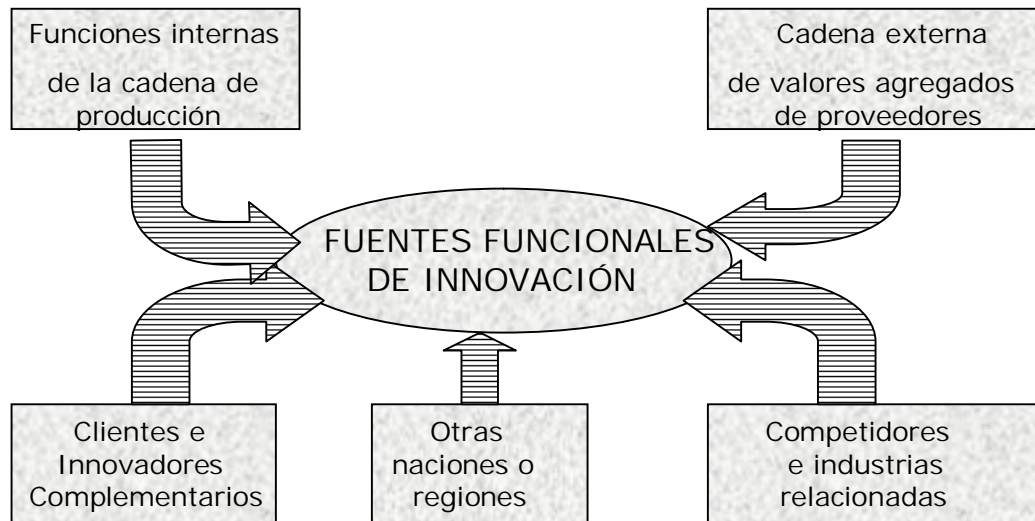 Funciones internas
de la cadena de
producción
Cadena externa
de valores agregados
de proveedores
FUENTES FUNCIONALES
DE INNOVACIÓN
Clientes e
Innovadores
Complementarios
Otras
naciones o
regiones
Competidores
e industrias
relacionadas